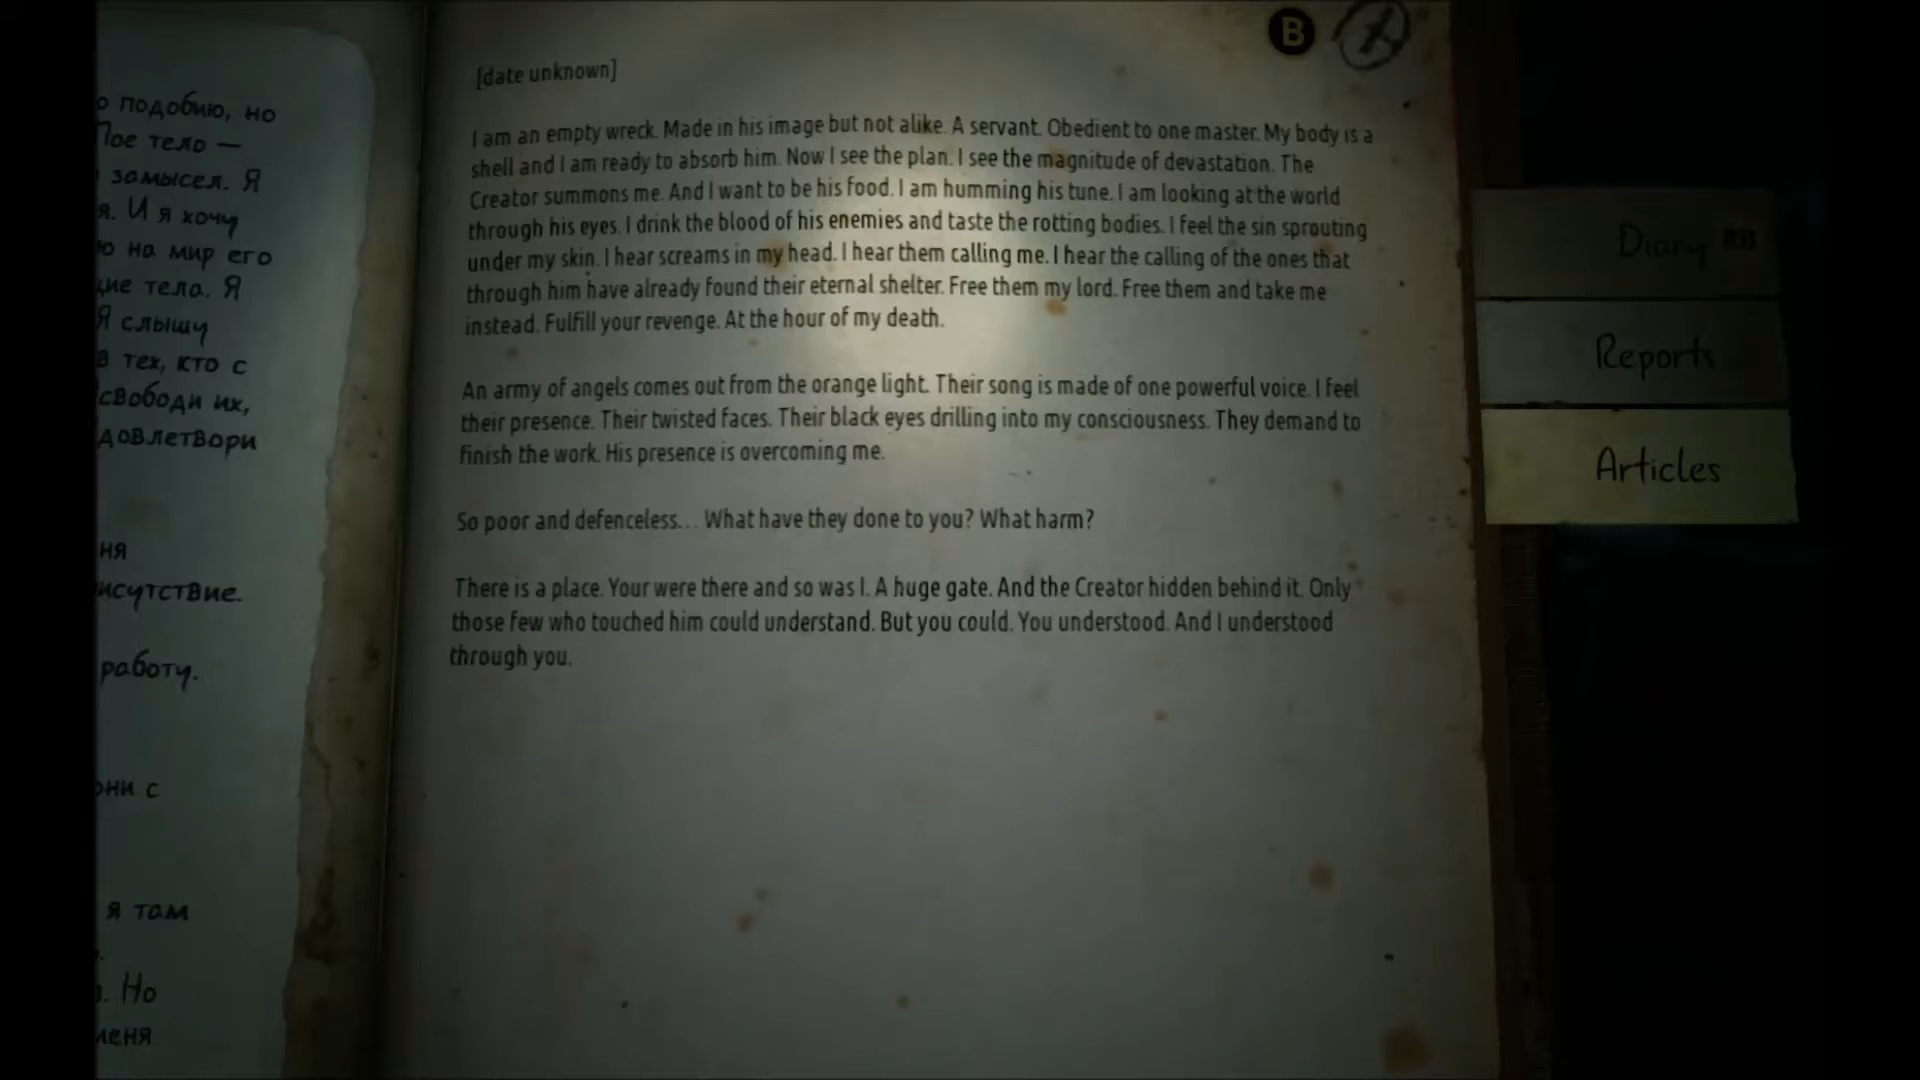 о подобию, но
Мое тело —
замысел. Я
я. И я хочу
ю на мир его
щие тела. Я
Я слышу
в тех, кто с
свободи их,
довлетвори
ня
исутствие.
работу.
они с
я там
. Но
меня
B
[date unknown]
I am an empty wreck. Made in his image but not alike. A servant. Obedient to one master. My body is a
shell and I am ready to absorb him. Now I see the plan. I see the magnitude of devastation. The
Creator summons me. And I want to be his food. I am humming his tune. I am looking at the world
through his eyes. I drink the blood of his enemies and taste the rotting bodies. I feel the sin sprouting
under my skin. I hear screams in my head. I hear them calling me. I hear the calling of the ones that
through him have already found their eternal shelter. Free them my lord. Free them and take me
instead. Fulfill your revenge. At the hour of my death.
An army of angels comes out from the orange light. Their song is made of one powerful voice. I feel
their presence. Their twisted faces. Their black eyes drilling into my consciousness. They demand to
finish the work. His presence is overcoming me.
So poor and defenceless... What have they done to you? What harm?
There is a place. Your were there and so was I. A huge gate. And the Creator hidden behind it. Only
those few who touched him could understand. But you could. You understood. And I understood
through you.
Diary RB
Reports
Articles